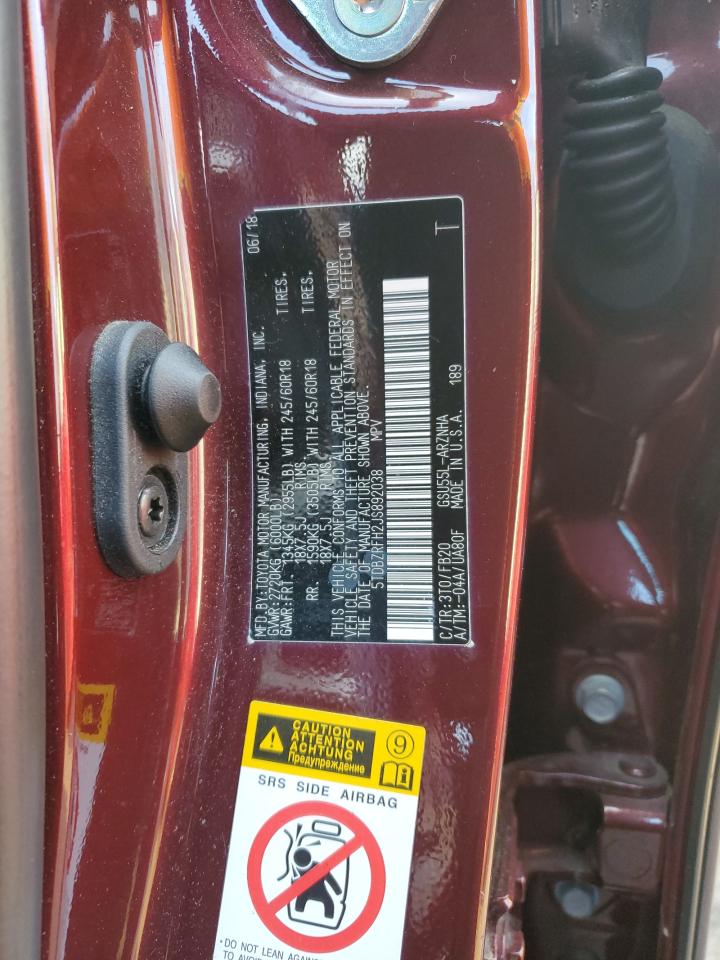 MFD.BY:TOYOTA MOTOR MANUFACTURING, INDIANA, INC. 06/18
GVWR:2720KG (6000LB)
GAWR:FRT. 1345KG (2955LB) WITH 245/60R18 TIRES.
18X7.5J RIMS
RR. 1590KG (3505LB) WITH 245/60R18 TIRES.
18X7.5J RIMS
THIS VEHICLE CONFORMS TO ALL APPLICABLE FEDERAL MOTOR
VEHICLE SAFETY AND THEFT PREVENTION STANDARDS IN EFFECT ON
THE DATE OF MANUFACTURE SHOWN ABOVE.
5TDBZRFH2JS892038 MPV
C/TR:3T0/FB20 GSU55L-ARZNHA T
A/TM:-04A/UA80F MADE IN U.S.A. 189
CAUTION
ATTENTION
ACHTUNG
Предупреждение
9
SRS SIDE AIRBAG
•DO NOT LEAN AGAINS
TO AVOI